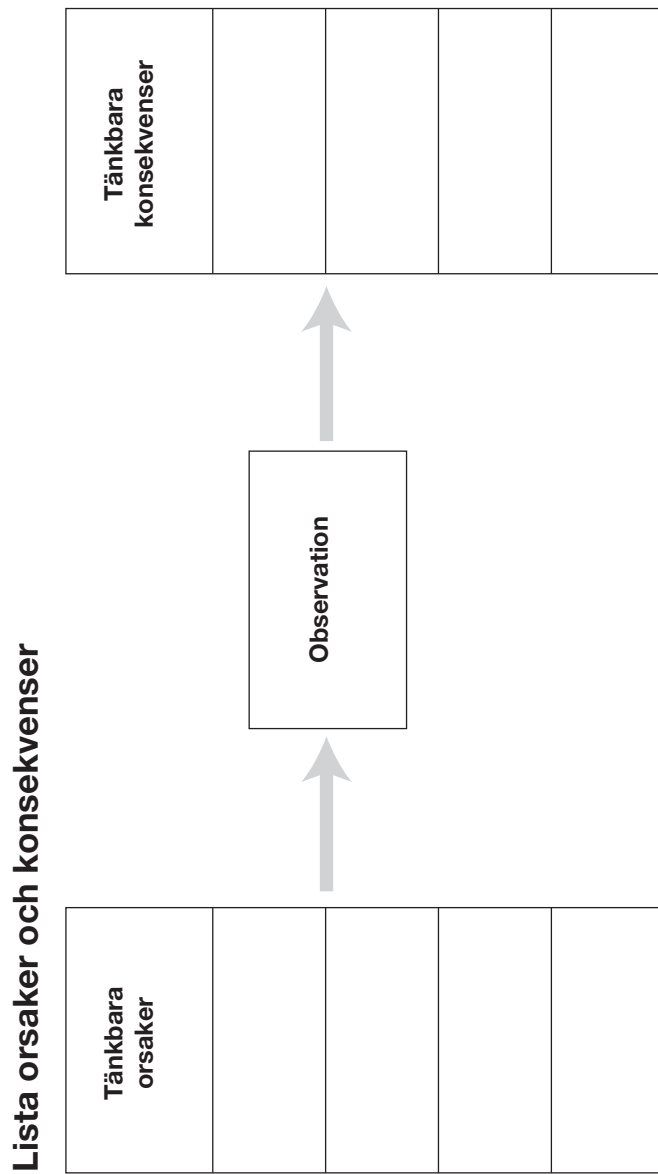 Lista orsaker och konsekvenser
Tänkbara
orsaker
Observation
Tänkbara
konsekvenser